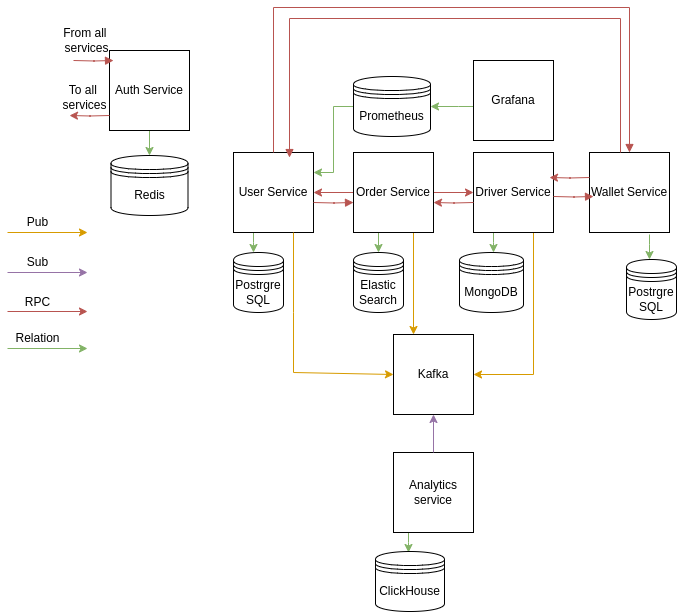 From all
services
To all
services
Auth Service
Redis
Pub
Sub
RPC
Relation
Prometheus
Grafana
User Service
Order Service
Driver Service
Wallet Service
Postrgre
SQL
Elastic
Search
MongoDB
Postrgre
SQL
Kafka
Analytics
service
ClickHouse